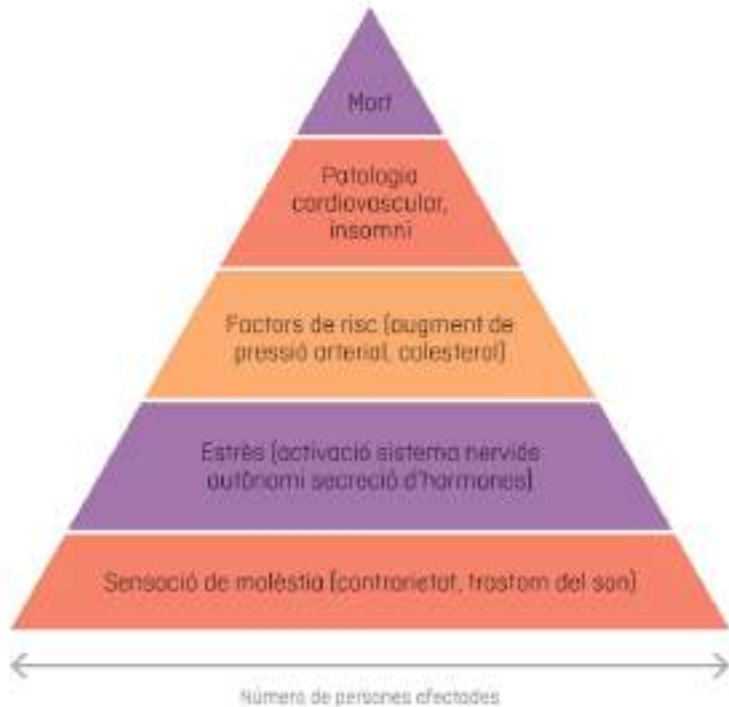 Mort
Patologia
cardiovascular,
insomni
Factors de risc (augment de
pressió arterial, colesterol)
Estrès (activació sistema nerviós
autònomi secreció d'hormones)
Sensació de molèstia (contrarietat, trastorn del son)
Número de persones afectades